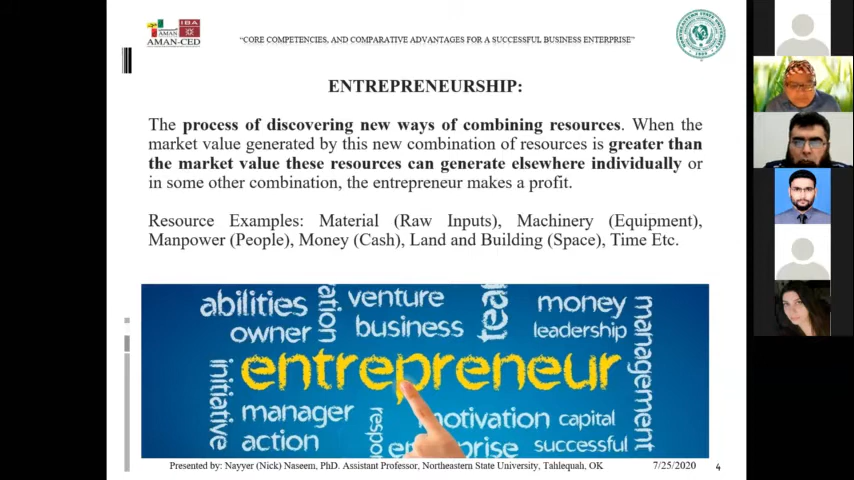 AMAN
IBA
AMAN-CED
“CORE COMPETENCIES, AND COMPARATIVE ADVANTAGES FOR A SUCCESSFUL BUSINESS ENTERPRISE”
ENTREPRENEURSHIP:
The process of discovering new ways of combining resources. When the
market value generated by this new combination of resources is greater than
the market value these resources can generate elsewhere individually or
in some other combination, the entrepreneur makes a profit.
Resource Examples: Material (Raw Inputs), Machinery (Equipment),
Manpower (People), Money (Cash), Land and Building (Space), Time Etc.
abilities
ation
venture
money
owner
business
leadership
management
initiative
entrepreneur
manager
respo
motivation
capital
action
successful
Presented by: Nayyer (Nick) Naseem, PhD. Assistant Professor, Northeastern State University, Tahlequah, OK
7/25/2020
4